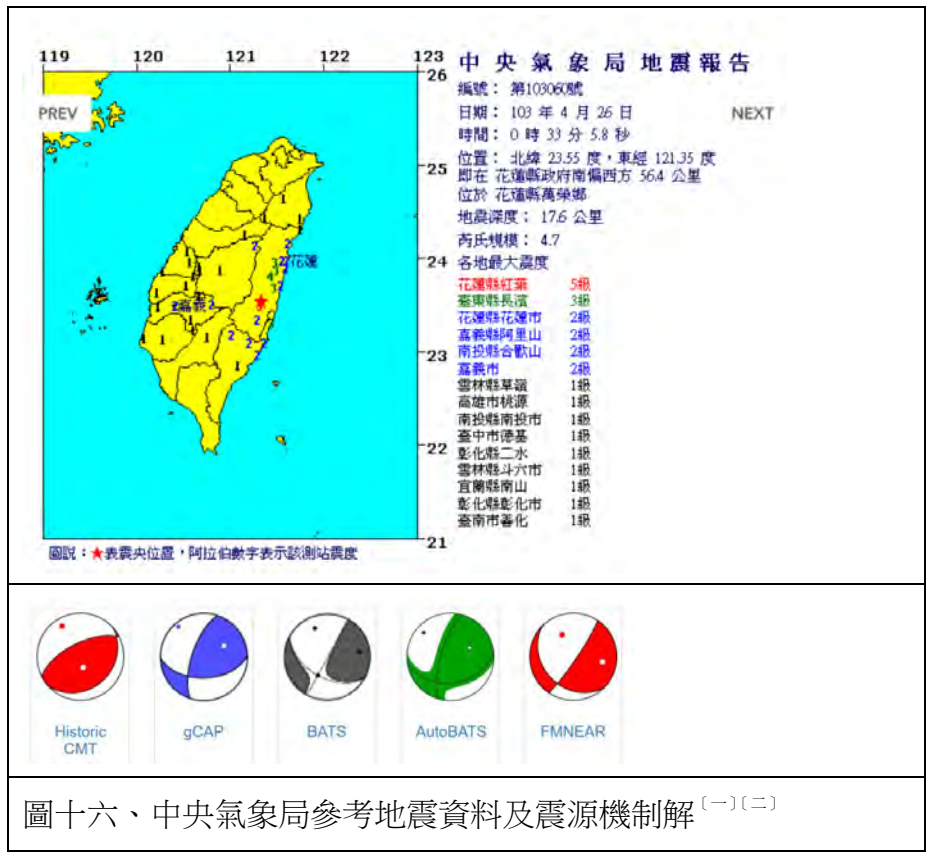 119 120 121 122 123
26
25
24
23
22
21
PREV
NEXT
花蓮
嘉義
圖說：★表震央位置，阿拉伯數字表示該測站震度
中央氣象局地震報告
編號： 第103060號
日期： 103 年 4 月 26 日
時間： 0 時 33 分 5.8 秒
位置： 北緯 23.55 度，東經 121.35 度
即在 花蓮縣政府南偏西方 56.4 公里
位於 花蓮縣萬榮鄉
地震深度： 17.6 公里
芮氏規模： 4.7
各地最大震度
花蓮縣紅葉 5級
臺東縣長濱 3級
花蓮縣花蓮市 2級
嘉義縣阿里山 2級
南投縣合歡山 2級
嘉義市 2級
雲林縣草嶺 1級
高雄市桃源 1級
南投縣南投市 1級
臺中市德基 1級
彰化縣二水 1級
雲林縣斗六市 1級
宜蘭縣南山 1級
彰化縣彰化市 1級
臺南市善化 1級
Historic CMT
gCAP
BATS
AutoBATS
FMNEAR
圖十六、中央氣象局參考地震資料及震源機制解〔一〕〔二〕